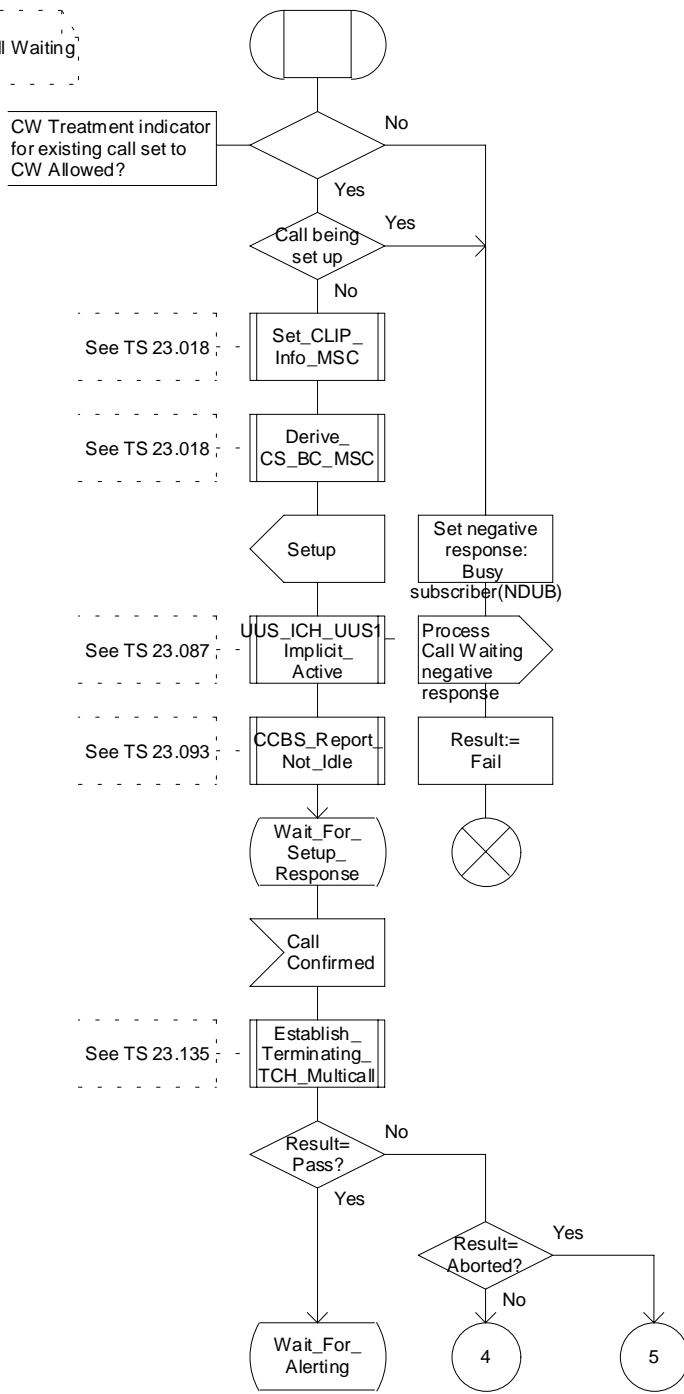 ll Waiting
CW Treatment indicator
for existing call set to
CW Allowed?
No
Yes
Call being
set up
Yes
No
See TS 23.018
Set_CLIP_
Info_MSC
See TS 23.018
Derive_
CS_BC_MSC
Setup
Set negative
response:
Busy
subscriber(NDUB)
See TS 23.087
UUS_ICH_UUS1_
Implicit_
Active
Process
Call Waiting
negative
response
See TS 23.093
CCBS_Report_
Not_Idle
Result:=
Fail
Wait_For_
Setup_
Response
Call
Confirmed
See TS 23.135
Establish_
Terminating_
TCH_Multicall
Result=
Pass?
No
Yes
Result=
Aborted?
Yes
No
Wait_For_
Alerting
4
5